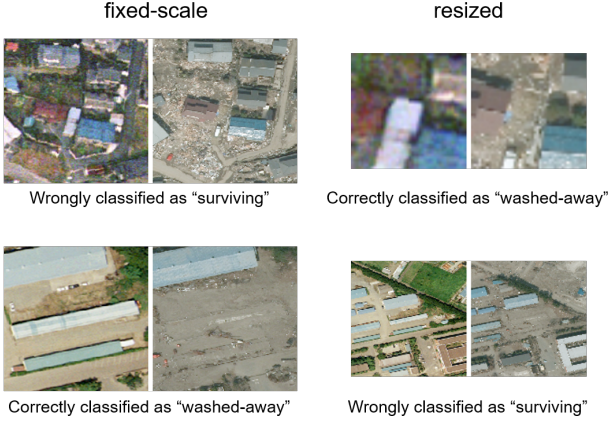 fixed-scale
resized
Wrongly classified as “surviving”
Correctly classified as “washed-away”
Correctly classified as “washed-away”
Wrongly classified as “surviving”